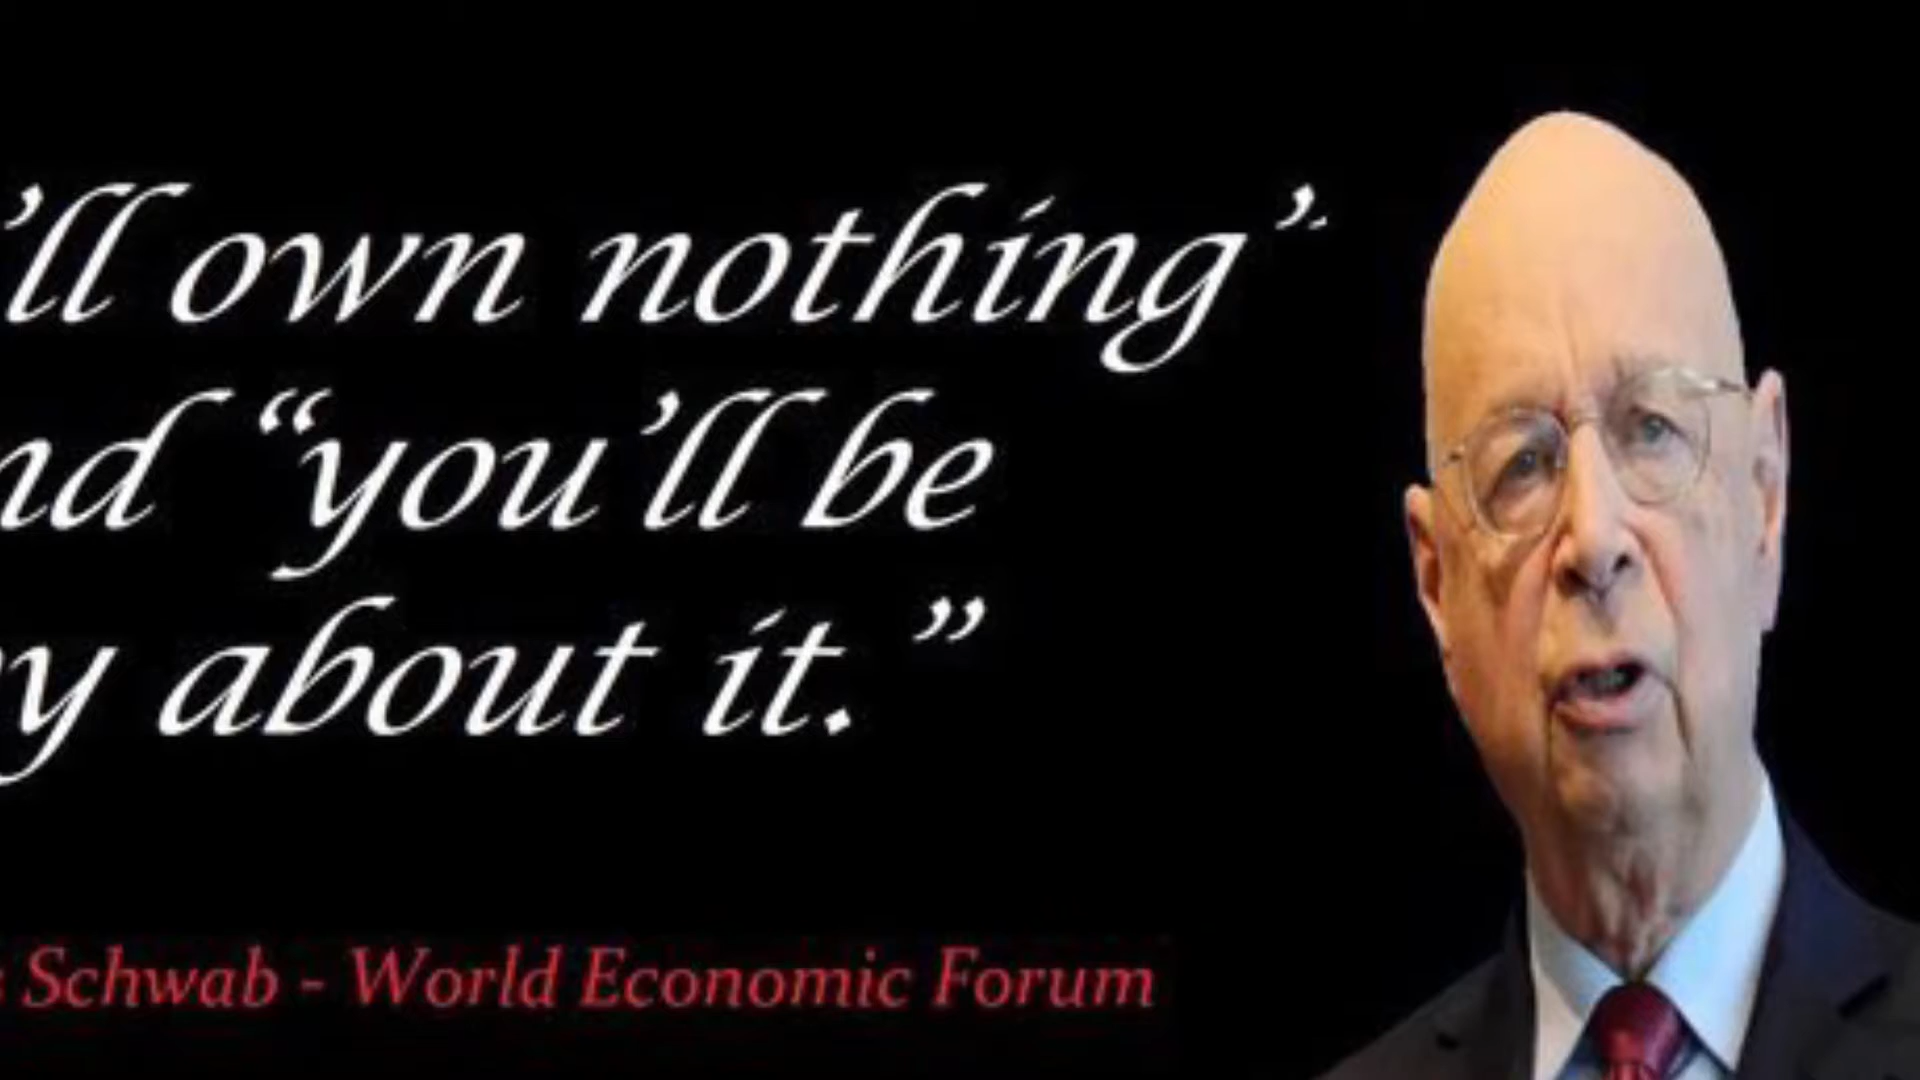 ’ll own nothing”
nd “you’ll be
y about it.”
s Schwab - World Economic Forum